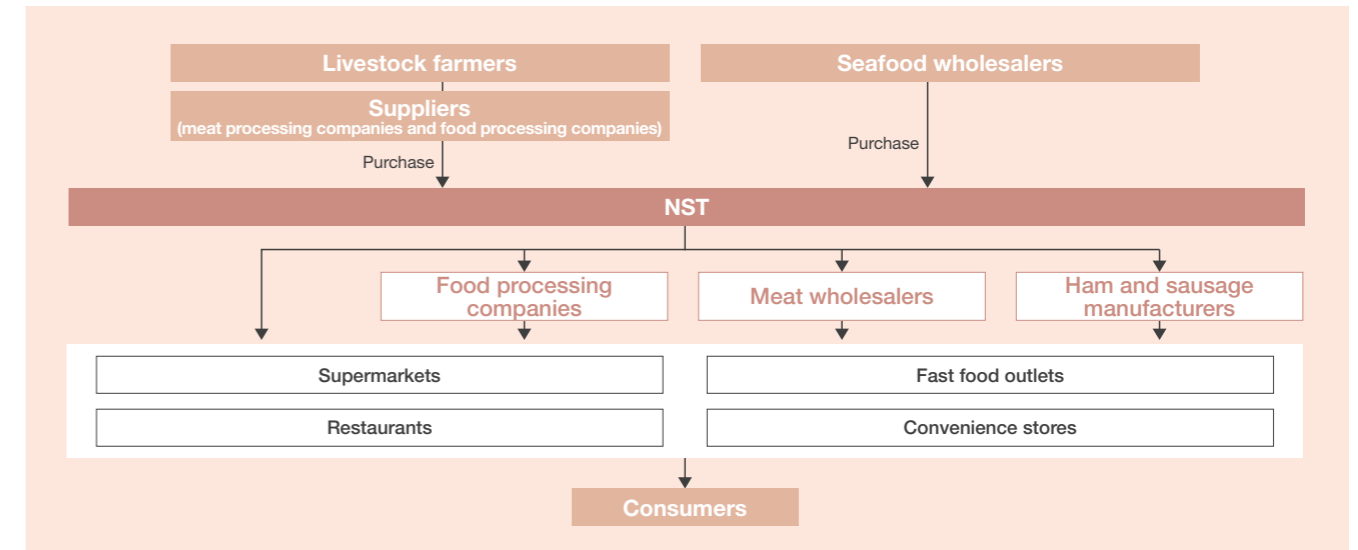 Livestock farmers
Seafood wholesalers
Suppliers
(meat processing companies and food processing companies)
Purchase
Purchase
NST
Food processing
companies
Meat wholesalers
Ham and sausage
manufacturers
Supermarkets
Fast food outlets
Restaurants
Convenience stores
Consumers